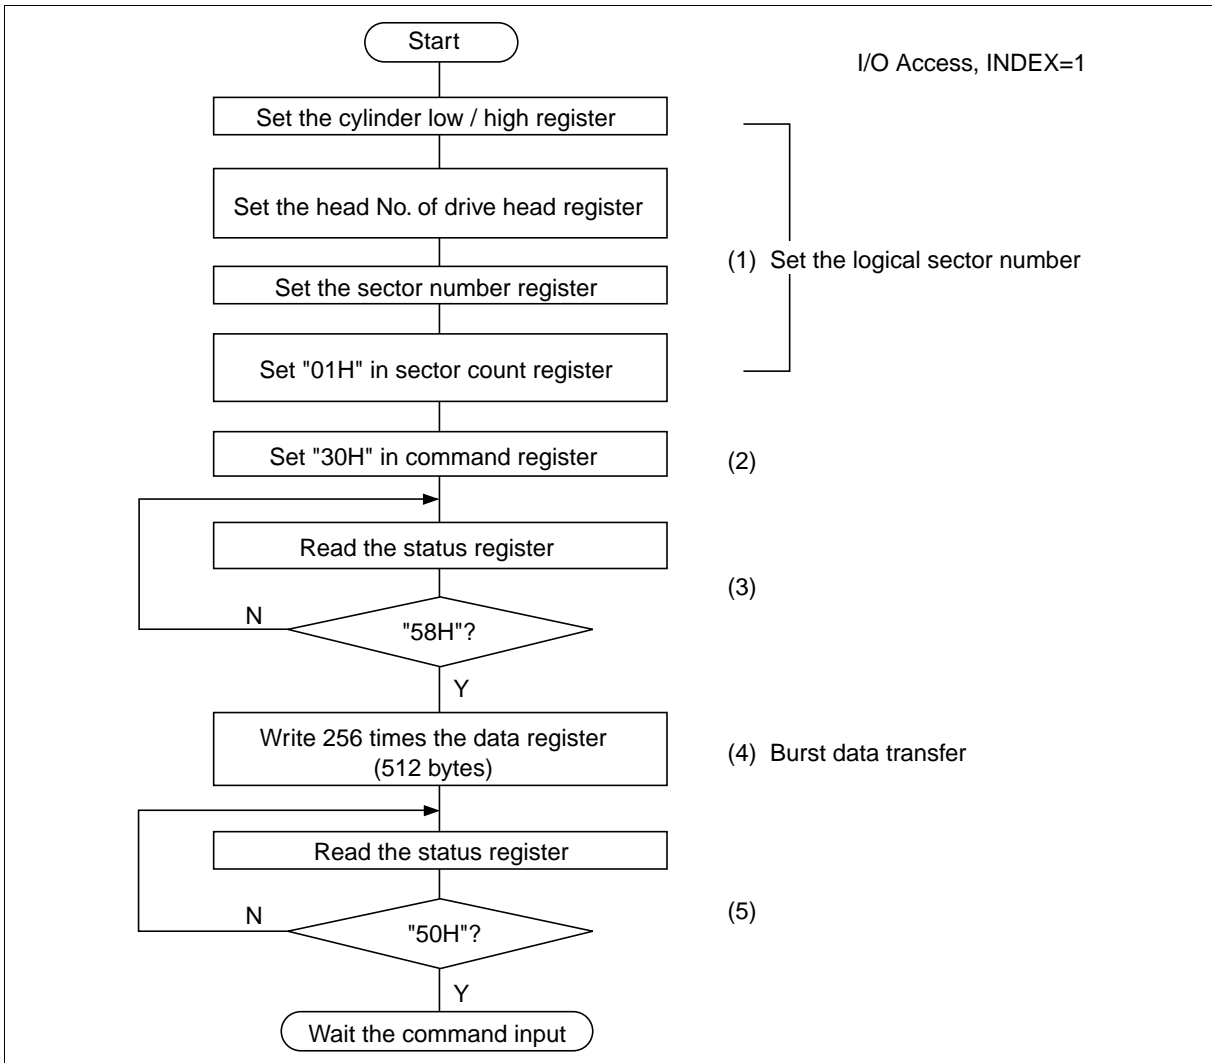 Start
I/O Access, INDEX=1
Set the cylinder low / high register
Set the head No. of drive head register
(1) Set the logical sector number
Set the sector number register
Set "01H" in sector count register
Set "30H" in command register
(2)
Read the status register
(3)
N
"58H"?
Y
Write 256 times the data register
(512 bytes)
(4) Burst data transfer
Read the status register
N
(5)
"50H"?
Y
Wait the command input